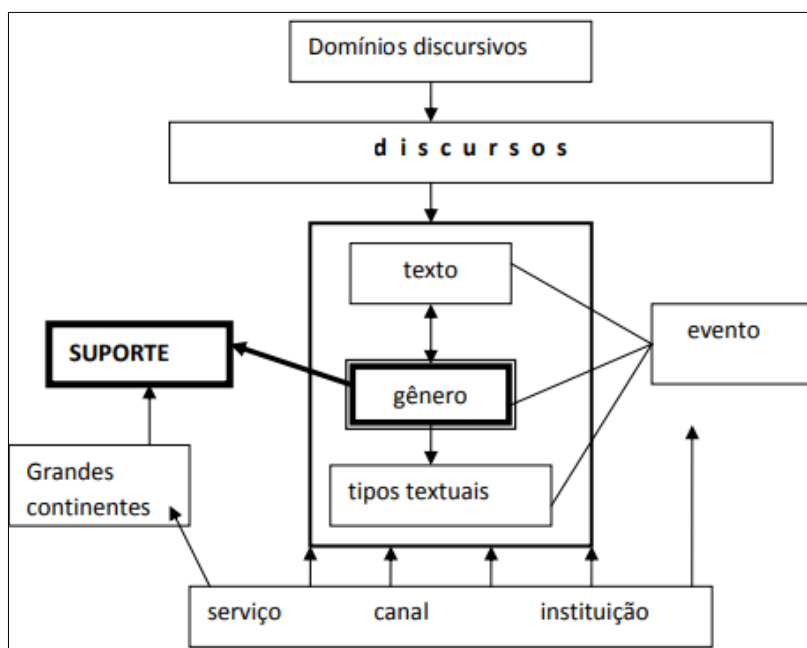 Domínios discursivos
d i s c u r s o s
texto
evento
SUPORTE
gênero
Grandes
continentes
tipos textuais
serviço canal instituição